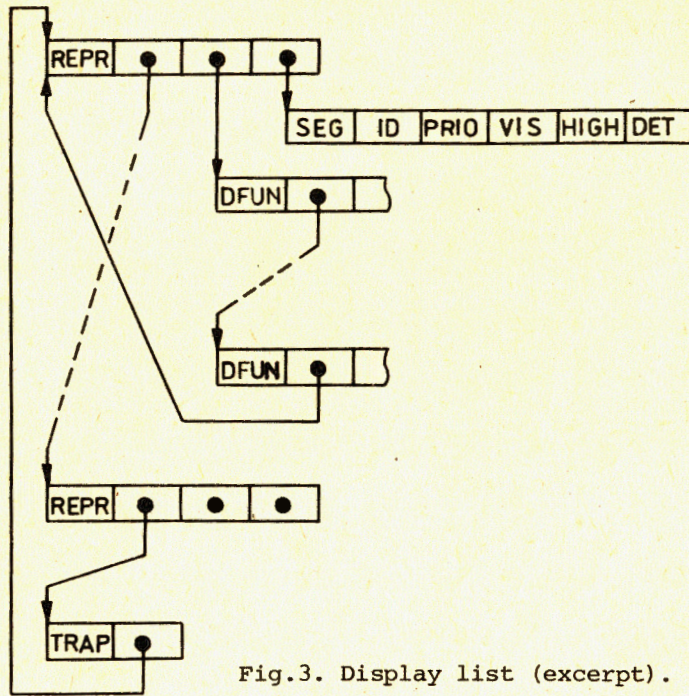 REPR
SEG ID PRIO VIS HIGH DET
DFUN
DFUN
REPR
TRAP
Fig.3. Display list (excerpt).